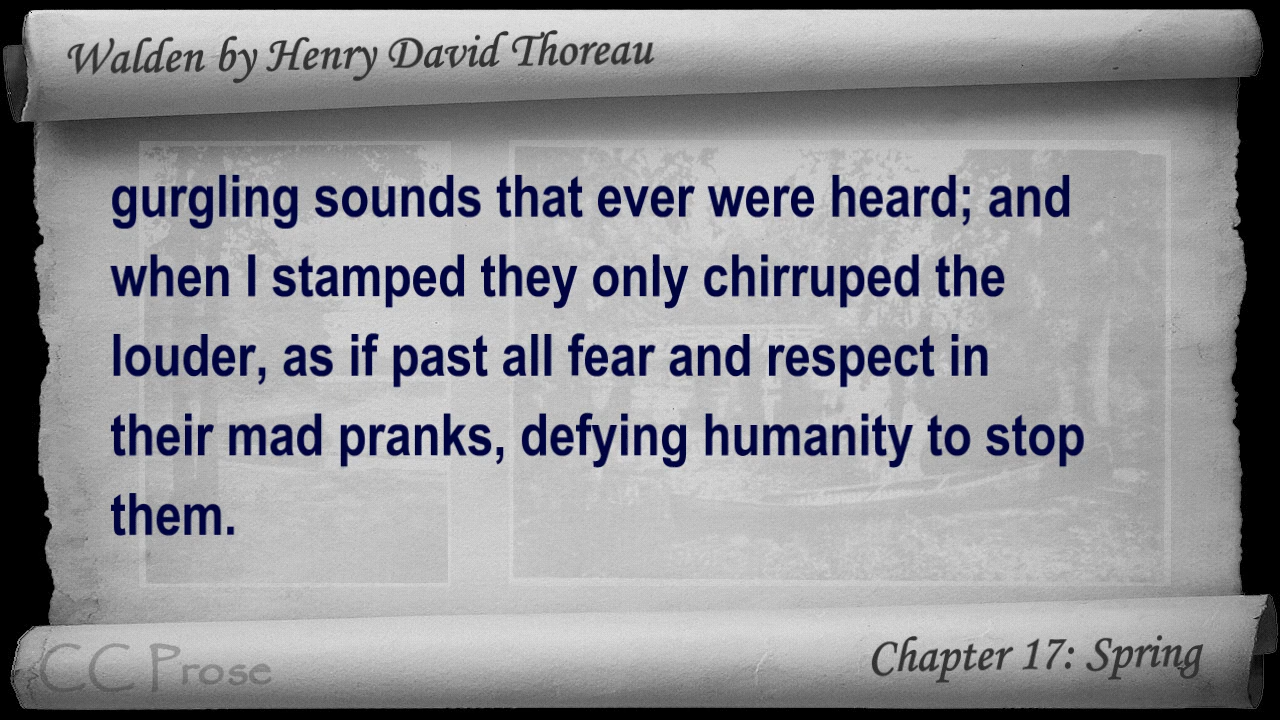 Walden by Henry David Thoreau
gurgling sounds that ever were heard; and
when I stamped they only chirruped the
louder, as if past all fear and respect in
their mad pranks, defying humanity to stop
them.
CC Prose
Chapter 17: Spring